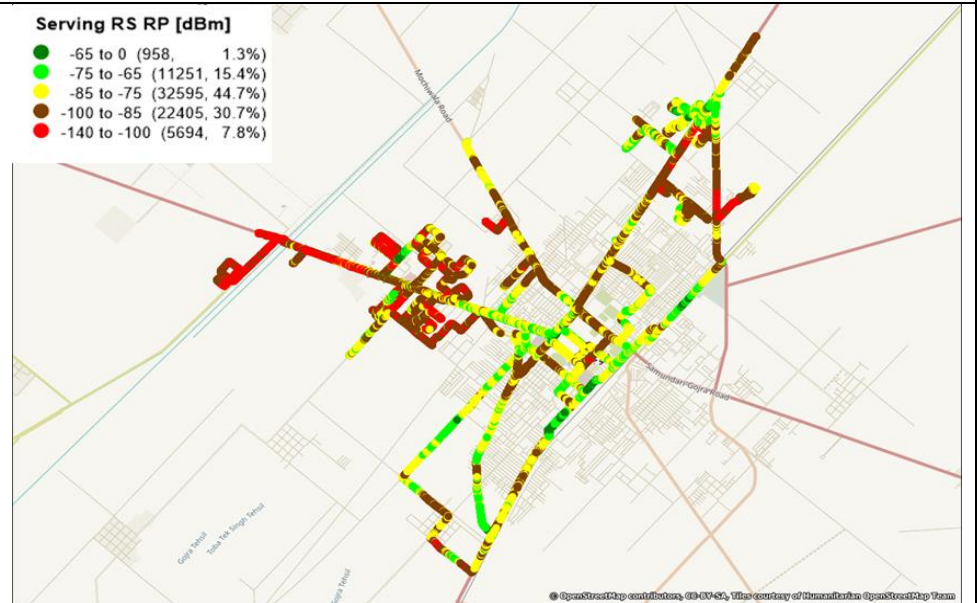 Serving RS RP [dBm]
-65 to 0 (958, 1.3%)
-75 to -65 (11251, 15.4%)
-85 to -75 (32595, 44.7%)
-100 to -85 (22405, 30.7%)
-140 to -100 (5694, 7.8%)
Mochiwala Road
Samundari Gojra Road
Gojra Tehsil
Toba Tek Singh Tehsil
Gojra Tehsil
© OpenStreetMap contributors, CC-BY-SA, Tiles courtesy of Humanitarian OpenStreetMap Team